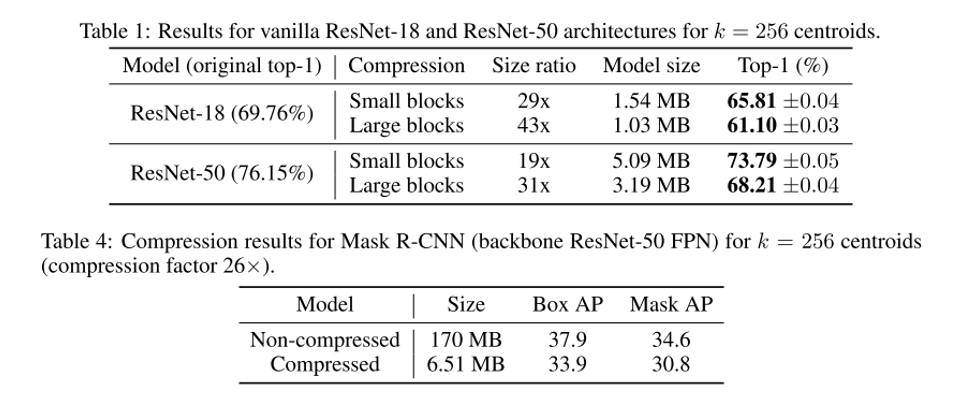 Table 1: Results for vanilla ResNet-18 and ResNet-50 architectures for k = 256 centroids.
Model (original top-1) | Compression Size ratio Model size Top-1 (%)
ResNet-18 (69.76%) Small blocks 29x 1.54 MB 65.81 ±0.04
Large blocks 43x 1.03 MB 61.10 ±0.03
ResNet-50 (76.15%) Small blocks 19x 5.09 MB 73.79 ±0.05
Large blocks 31x 3.19 MB 68.21 ±0.04
Table 4: Compression results for Mask R-CNN (backbone ResNet-50 FPN) for k = 256 centroids
(compression factor 26×).
Model | Size Box AP Mask AP
Non-compressed 170 MB 37.9 34.6
Compressed 6.51 MB 33.9 30.8